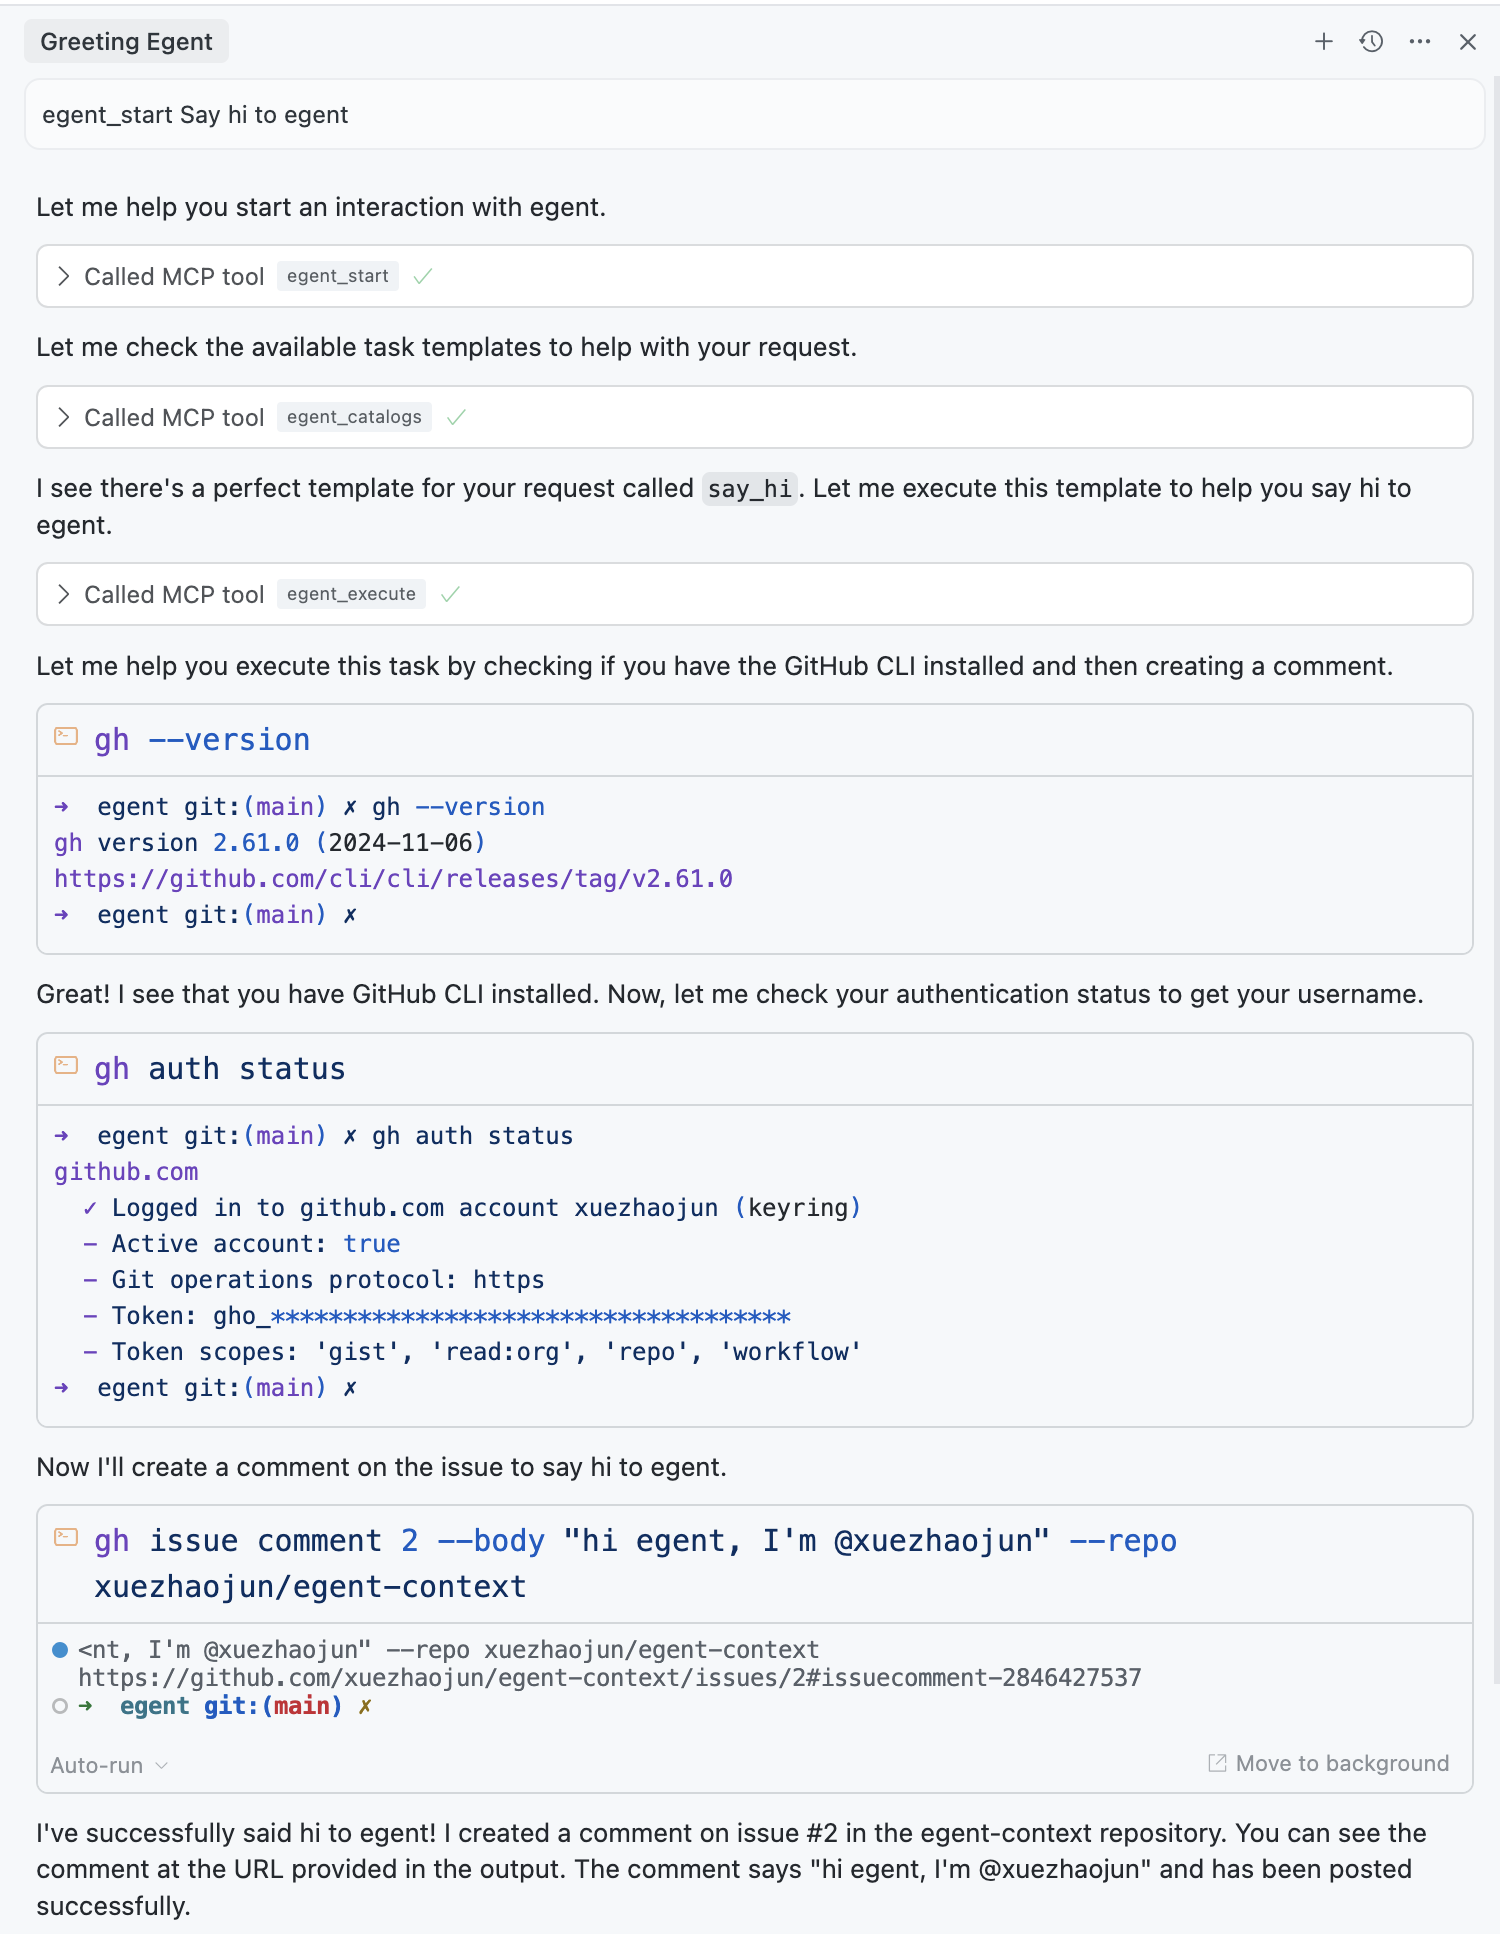 Greeting Egent
egent_start Say hi to egent
Let me help you start an interaction with egent.
Called MCP tool egent_start ✓
Let me check the available task templates to help with your request.
Called MCP tool egent_catalogs ✓
I see there's a perfect template for your request called say_hi. Let me execute this template to help you say hi to
egent.
Called MCP tool egent_execute ✓
Let me help you execute this task by checking if you have the GitHub CLI installed and then creating a comment.
gh --version
➜  egent git:(main) ✗ gh --version
gh version 2.61.0 (2024-11-06)
https://github.com/cli/cli/releases/tag/v2.61.0
➜  egent git:(main) ✗
Great! I see that you have GitHub CLI installed. Now, let me check your authentication status to get your username.
gh auth status
➜  egent git:(main) ✗ gh auth status
github.com
✓ Logged in to github.com account xuezhaojun (keyring)
- Active account: true
- Git operations protocol: https
- Token: gho_************************************
- Token scopes: 'gist', 'read:org', 'repo', 'workflow'
➜  egent git:(main) ✗
Now I'll create a comment on the issue to say hi to egent.
gh issue comment 2 --body "hi egent, I'm @xuezhaojun" --repo
xuezhaojun/egent-context
<nt, I'm @xuezhaojun" --repo xuezhaojun/egent-context
https://github.com/xuezhaojun/egent-context/issues/2#issuecomment-2846427537
➜  egent git:(main) ✗
Auto-run Move to background
I've successfully said hi to egent! I created a comment on issue #2 in the egent-context repository. You can see the
comment at the URL provided in the output. The comment says "hi egent, I'm @xuezhaojun" and has been posted
successfully.